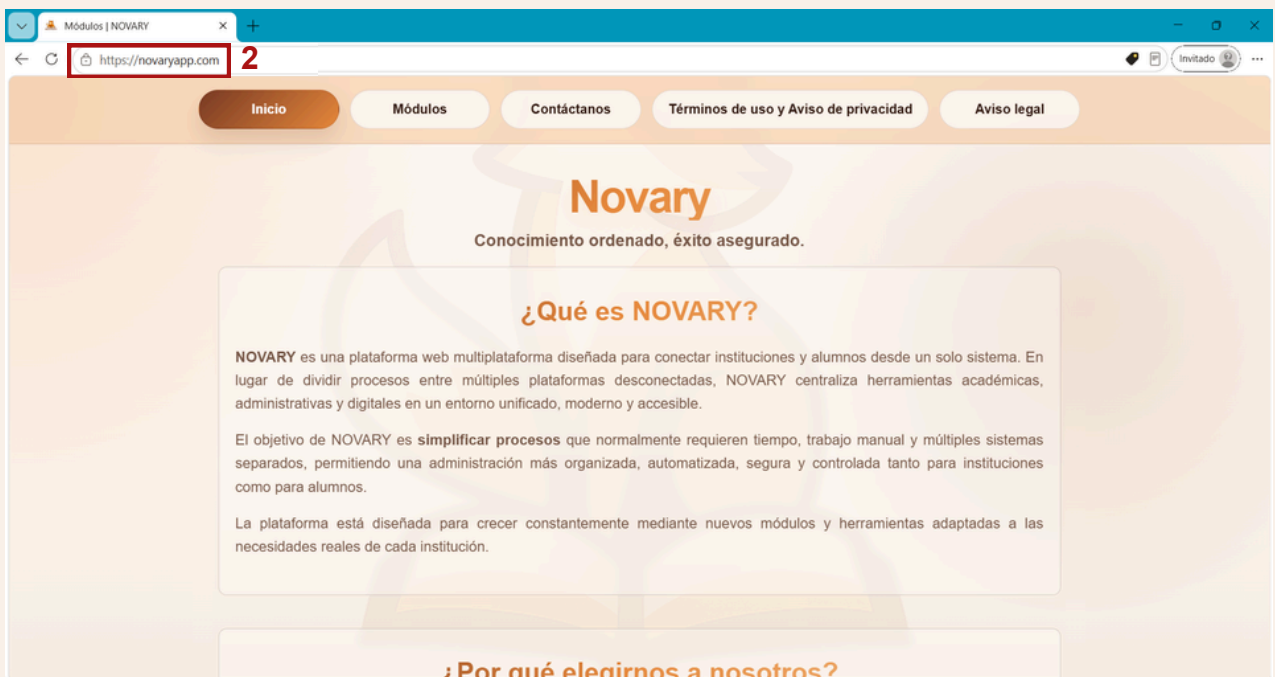 Módulos | NOVARY
https://novaryapp.com
2
Invitado
Inicio
Módulos
Contáctanos
Términos de uso y Aviso de privacidad
Aviso legal
Novary
Conocimiento ordenado, éxito asegurado.
¿Qué es NOVARY?
NOVARY es una plataforma web multiplataforma diseñada para conectar instituciones y alumnos desde un solo sistema. En
lugar de dividir procesos entre múltiples plataformas desconectadas, NOVARY centraliza herramientas académicas,
administrativas y digitales en un entorno unificado, moderno y accesible.
El objetivo de NOVARY es simplificar procesos que normalmente requieren tiempo, trabajo manual y múltiples sistemas
separados, permitiendo una administración más organizada, automatizada, segura y controlada tanto para instituciones
como para alumnos.
La plataforma está diseñada para crecer constantemente mediante nuevos módulos y herramientas adaptadas a las
necesidades reales de cada institución.
¿Por qué elegirnos a nosotros?